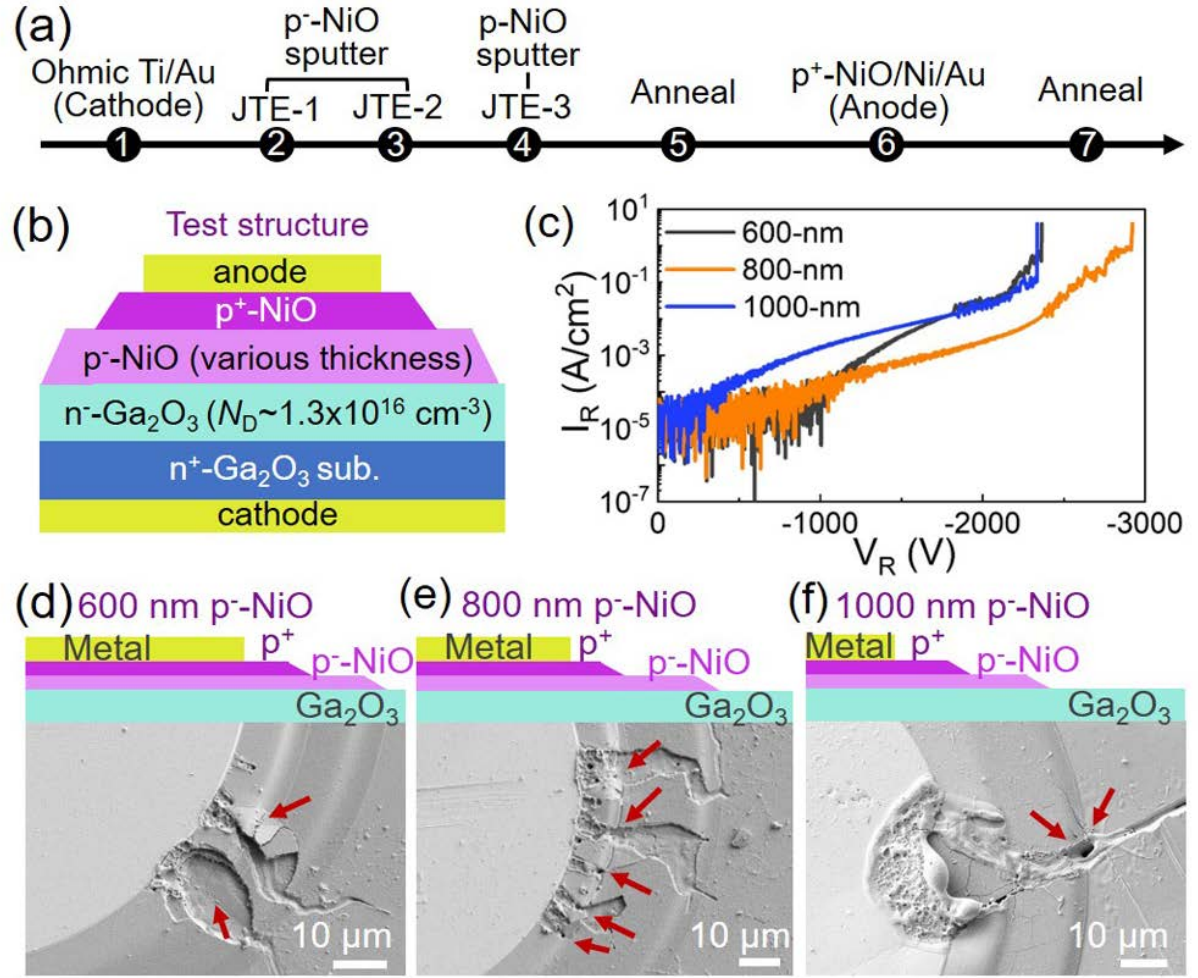 (a)
p⁻-NiO
sputter
p-NiO
sputter
Ohmic Ti/Au
(Cathode)
JTE-1
JTE-2
JTE-3
Anneal
p⁺-NiO/Ni/Au
(Anode)
Anneal
1 2 3 4 5 6 7
(b)
Test structure
anode
p⁺-NiO
p⁻-NiO (various thickness)
n⁻-Ga₂O₃ (N_D~1.3x10¹⁶ cm⁻³)
n⁺-Ga₂O₃ sub.
cathode
(c)
600-nm
800-nm
1000-nm
I_R (A/cm²)
10¹
10⁻¹
10⁻³
10⁻⁵
10⁻⁷
0 -1000 -2000 -3000
V_R (V)
(d) 600 nm p⁻-NiO
Metal
p⁺
p⁻-NiO
Ga₂O₃
10 μm
(e) 800 nm p⁻-NiO
Metal
p⁺
p⁻-NiO
Ga₂O₃
10 μm
(f) 1000 nm p⁻-NiO
Metal
p⁺
p⁻-NiO
Ga₂O₃
10 μm